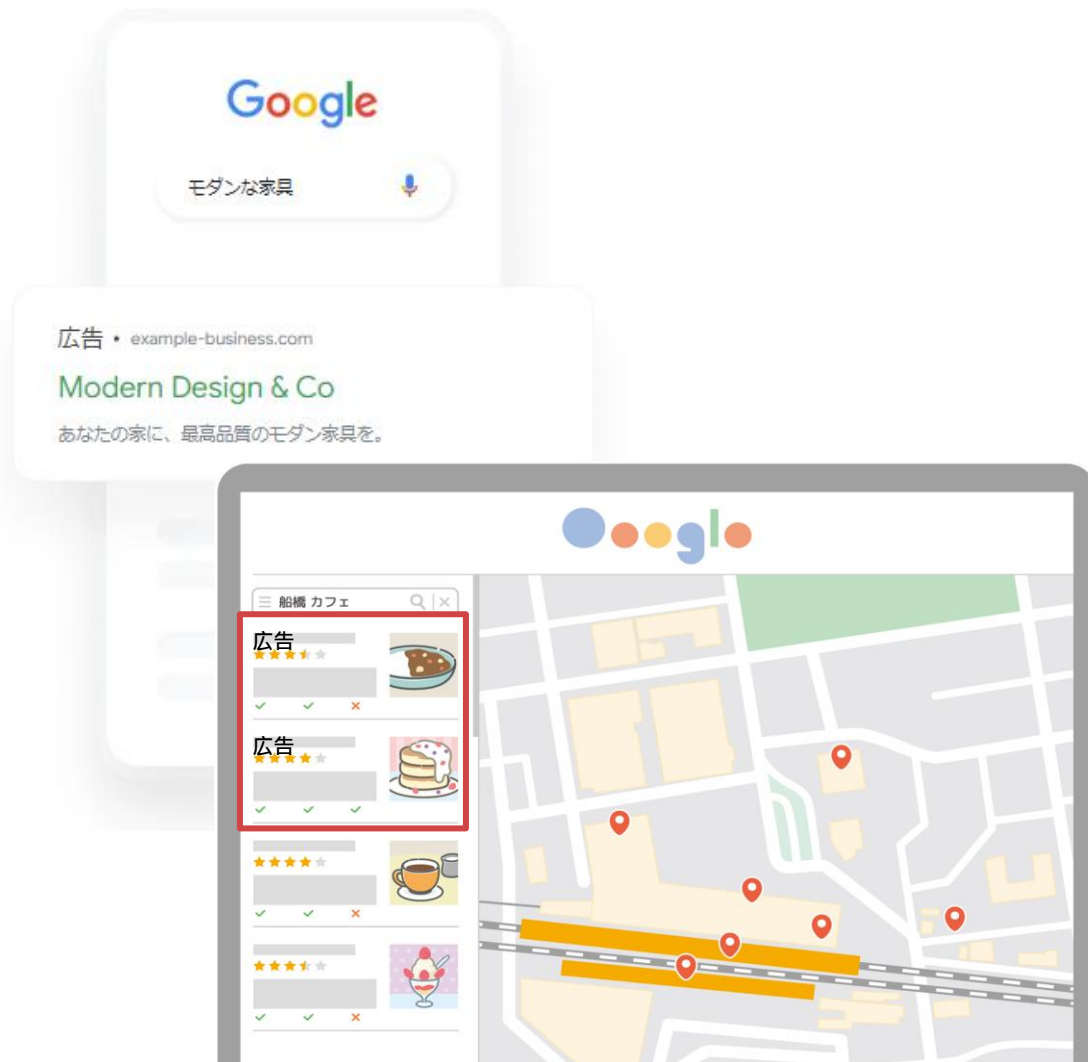 Google
モダンな家具
広告 • example-business.com
Modern Design & Co
あなたの家に、最高品質のモダン家具を。
船橋 カフェ
広告
広告